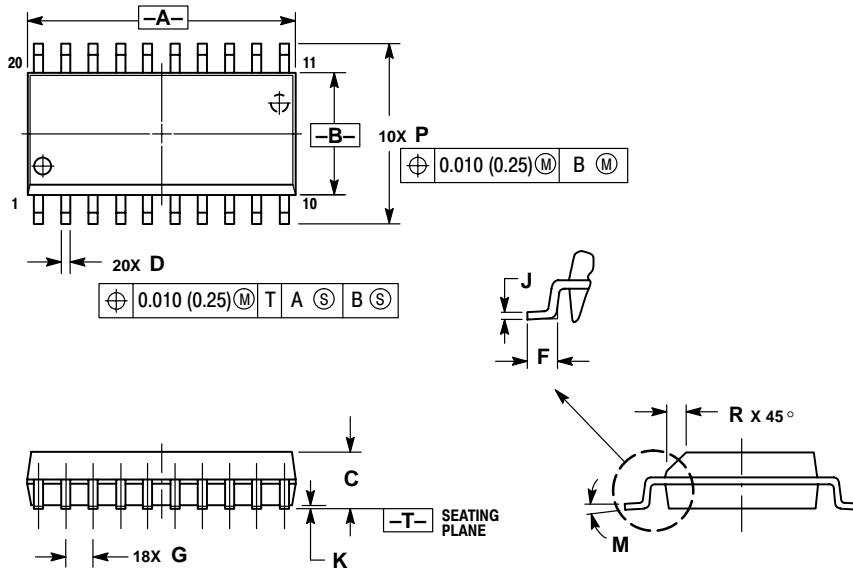 –A–
20 11
–B–
10X P
⌖ 0.010 (0.25) Ⓜ B Ⓜ
1 10
20X D
⌖ 0.010 (0.25) Ⓜ T A Ⓢ B Ⓢ
J
F
R X 45°
C
–T– SEATING
PLANE
M
K
18X G